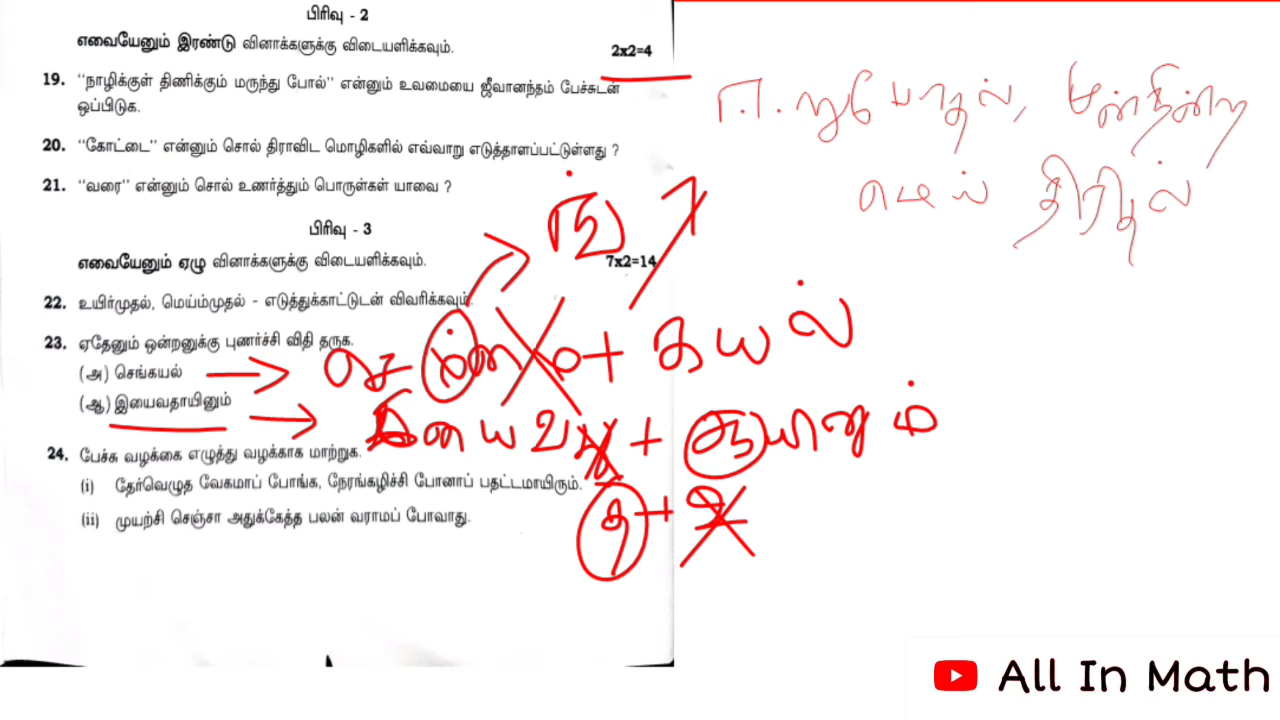 பிரிவு - 2
எவையேனும் இரண்டு வினாக்களுக்கு விடையளிக்கவும். 2x2=4
19. “நாழிக்குள் திணிக்கும் மருந்து போல்” என்னும் உவமையை ஜீவானந்தம் பேச்சுடன்
ஒப்பிடுக.
20. “கோட்டை” என்னும் சொல் திராவிட மொழிகளில் எவ்வாறு எடுத்தாளப்பட்டுள்ளது ?
21. “வரை” என்னும் சொல் உணர்த்தும் பொருள்கள் யாவை ?
பிரிவு - 3
எவையேனும் ஏழு வினாக்களுக்கு விடையளிக்கவும். 7x2=14
22. உயிர்முதல், மெய்ம்முதல் - எடுத்துக்காட்டுடன் விவரிக்கவும்.
23. ஏதேனும் ஒன்றனுக்கு புணர்ச்சி விதி தருக.
(அ) செங்கயல்
(ஆ) இயைவதாயினும்
24. பேச்சு வழக்கை எழுத்து வழக்காக மாற்றுக.
(i) தேர்வெழுத வேகமாப் போங்க, நேரங்கழிச்சி போனாப் பதட்டமாயிரும்.
(ii) முயற்சி செஞ்சா அதுக்கேத்த பலன் வராமப் போவாது.
ஈறுபோதல், முன்நின்ற
மெய் திரிதல்
+ கயல்
+ ஆயினும்
த் + உ
All In Math